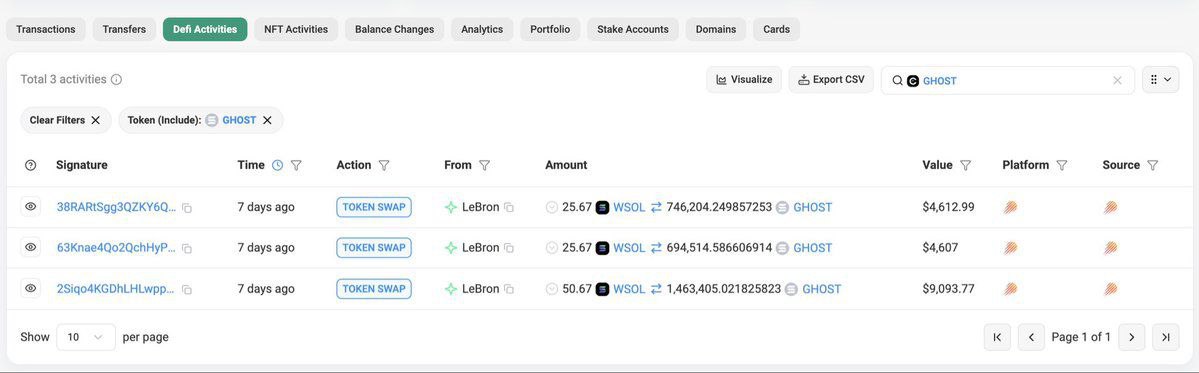 Transactions Transfers Defi Activities NFT Activities Balance Changes Analytics Portfolio Stake Accounts Domains Cards
Total 3 activities Visualize Export CSV GHOST
Clear Filters Token (Include): GHOST
Signature Time Action From Amount Value Platform Source
38RARtSgg3QZKY6Q... 7 days ago TOKEN SWAP LeBron 25.67 WSOL 746,204.249857253 GHOST $4,612.99
63Knae4Qo2QchHyP... 7 days ago TOKEN SWAP LeBron 25.67 WSOL 694,514.586606914 GHOST $4,607
2Siqo4KGDhLHLwpp... 7 days ago TOKEN SWAP LeBron 50.67 WSOL 1,463,405.021825823 GHOST $9,093.77
Show 10 per page Page 1 of 1